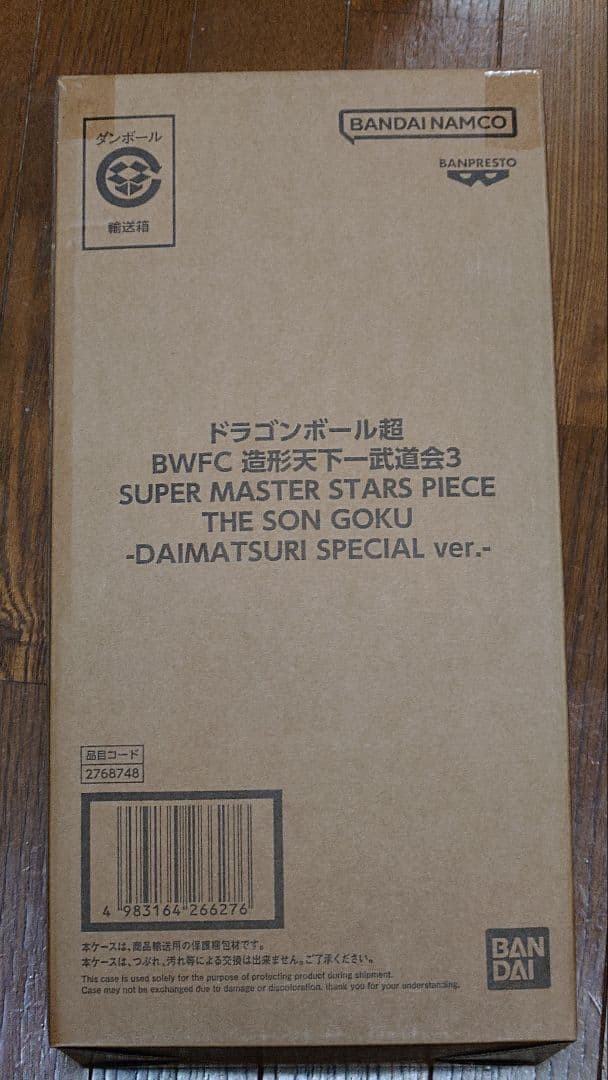 ダンボール
輸送箱
BANDAI NAMCO
BANPRESTO
ドラゴンボール超
BWFC 造形天下一武道会3
SUPER MASTER STARS PIECE
THE SON GOKU
-DAIMATSURI SPECIAL ver.-
品目コード
2768748
4 983164 266276
本ケースは、商品輸送用の保護梱包材です。
本ケースは、つぶれ、汚れ等による交換は出来ません。ご了承ください。
This case is used solely for the purpose of protecting product during shipment.
Case may not be exchanged due to damage or discoloration. thank you for your understanding.
BAN
DAI